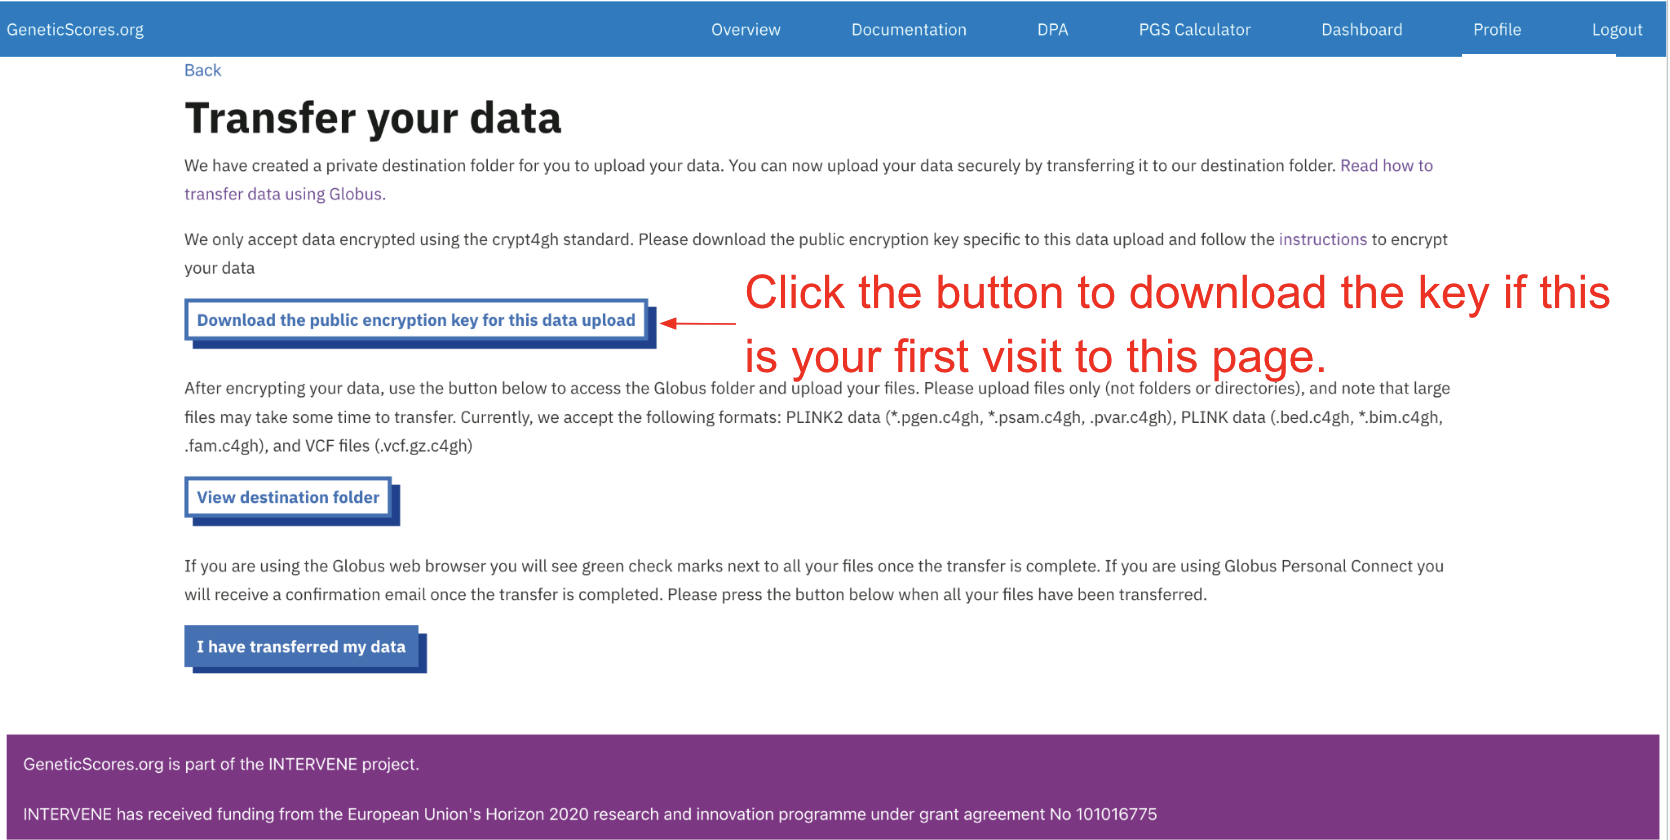 GeneticScores.org Overview Documentation DPA PGS Calculator Dashboard Profile Logout
Back
Transfer your data
We have created a private destination folder for you to upload your data. You can now upload your data securely by transferring it to our destination folder. Read how to
transfer data using Globus.
We only accept data encrypted using the crypt4gh standard. Please download the public encryption key specific to this data upload and follow the instructions to encrypt
your data
Download the public encryption key for this data upload
Click the button to download the key if this
is your first visit to this page.
After encrypting your data, use the button below to access the Globus folder and upload your files. Please upload files only (not folders or directories), and note that large
files may take some time to transfer. Currently, we accept the following formats: PLINK2 data (*.pgen.c4gh, *.psam.c4gh, .pvar.c4gh), PLINK data (.bed.c4gh, *.bim.c4gh,
.fam.c4gh), and VCF files (.vcf.gz.c4gh)
View destination folder
If you are using the Globus web browser you will see green check marks next to all your files once the transfer is complete. If you are using Globus Personal Connect you
will receive a confirmation email once the transfer is completed. Please press the button below when all your files have been transferred.
I have transferred my data
GeneticScores.org is part of the INTERVENE project.
INTERVENE has received funding from the European Union's Horizon 2020 research and innovation programme under grant agreement No 101016775